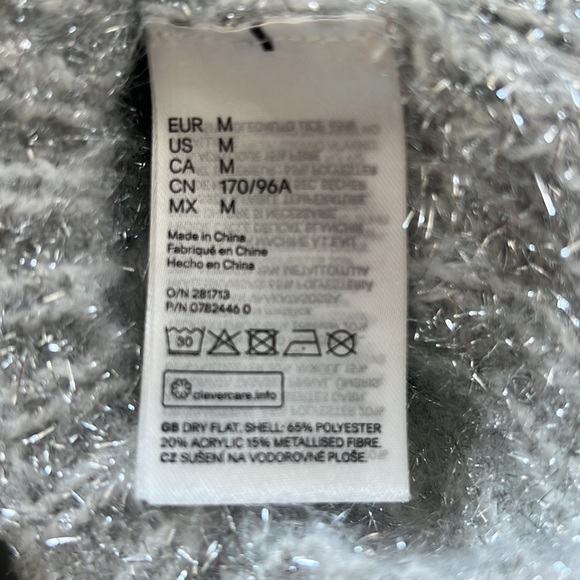 EUR M
US M
CA M
CN 170/96A
MX M
Made in China
Fabriqué en Chine
Hecho en China
O/N 281713
P/N 0782446 0
30
clevercare.info
GB DRY FLAT. SHELL: 65% POLYESTER
20% ACRYLIC 15% METALLISED FIBRE.
CZ SUŠENÍ NA VODOROVNÉ PLOŠE.